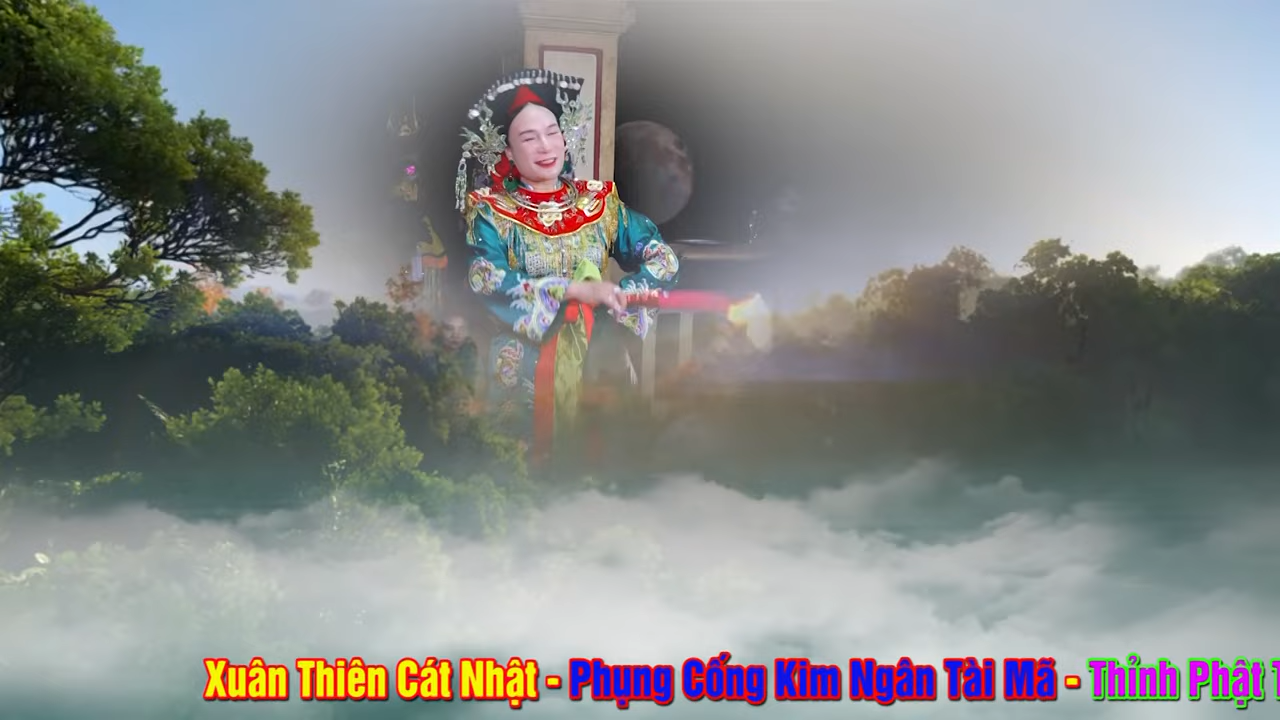 Xuân Thiên Cát Nhật - Phụng Cống Kim Ngân Tài Mã - Thỉnh Phật